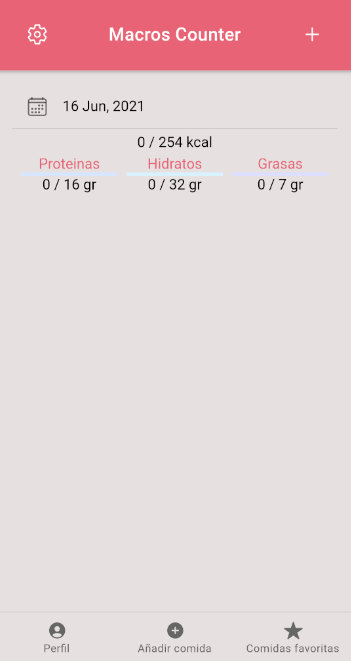 Macros Counter
16 Jun, 2021
0 / 254 kcal
Proteinas Hidratos Grasas
0 / 16 gr 0 / 32 gr 0 / 7 gr
Perfil Añadir comida Comidas favoritas